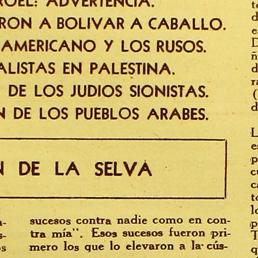 ROEL: ADVERTENCIA.
RON A BOLIVAR A CABALLO.
AMERICANO Y LOS RUSOS.
ALISTAS EN PALESTINA.
DE LOS JUDIOS SIONISTAS.
N DE LOS PUEBLOS ARABES.
N DE LA SELVA
sucesos contra nadie como en con-
tra mía". Esos sucesos fueron pri-
mero los que lo elevaron a la cús-